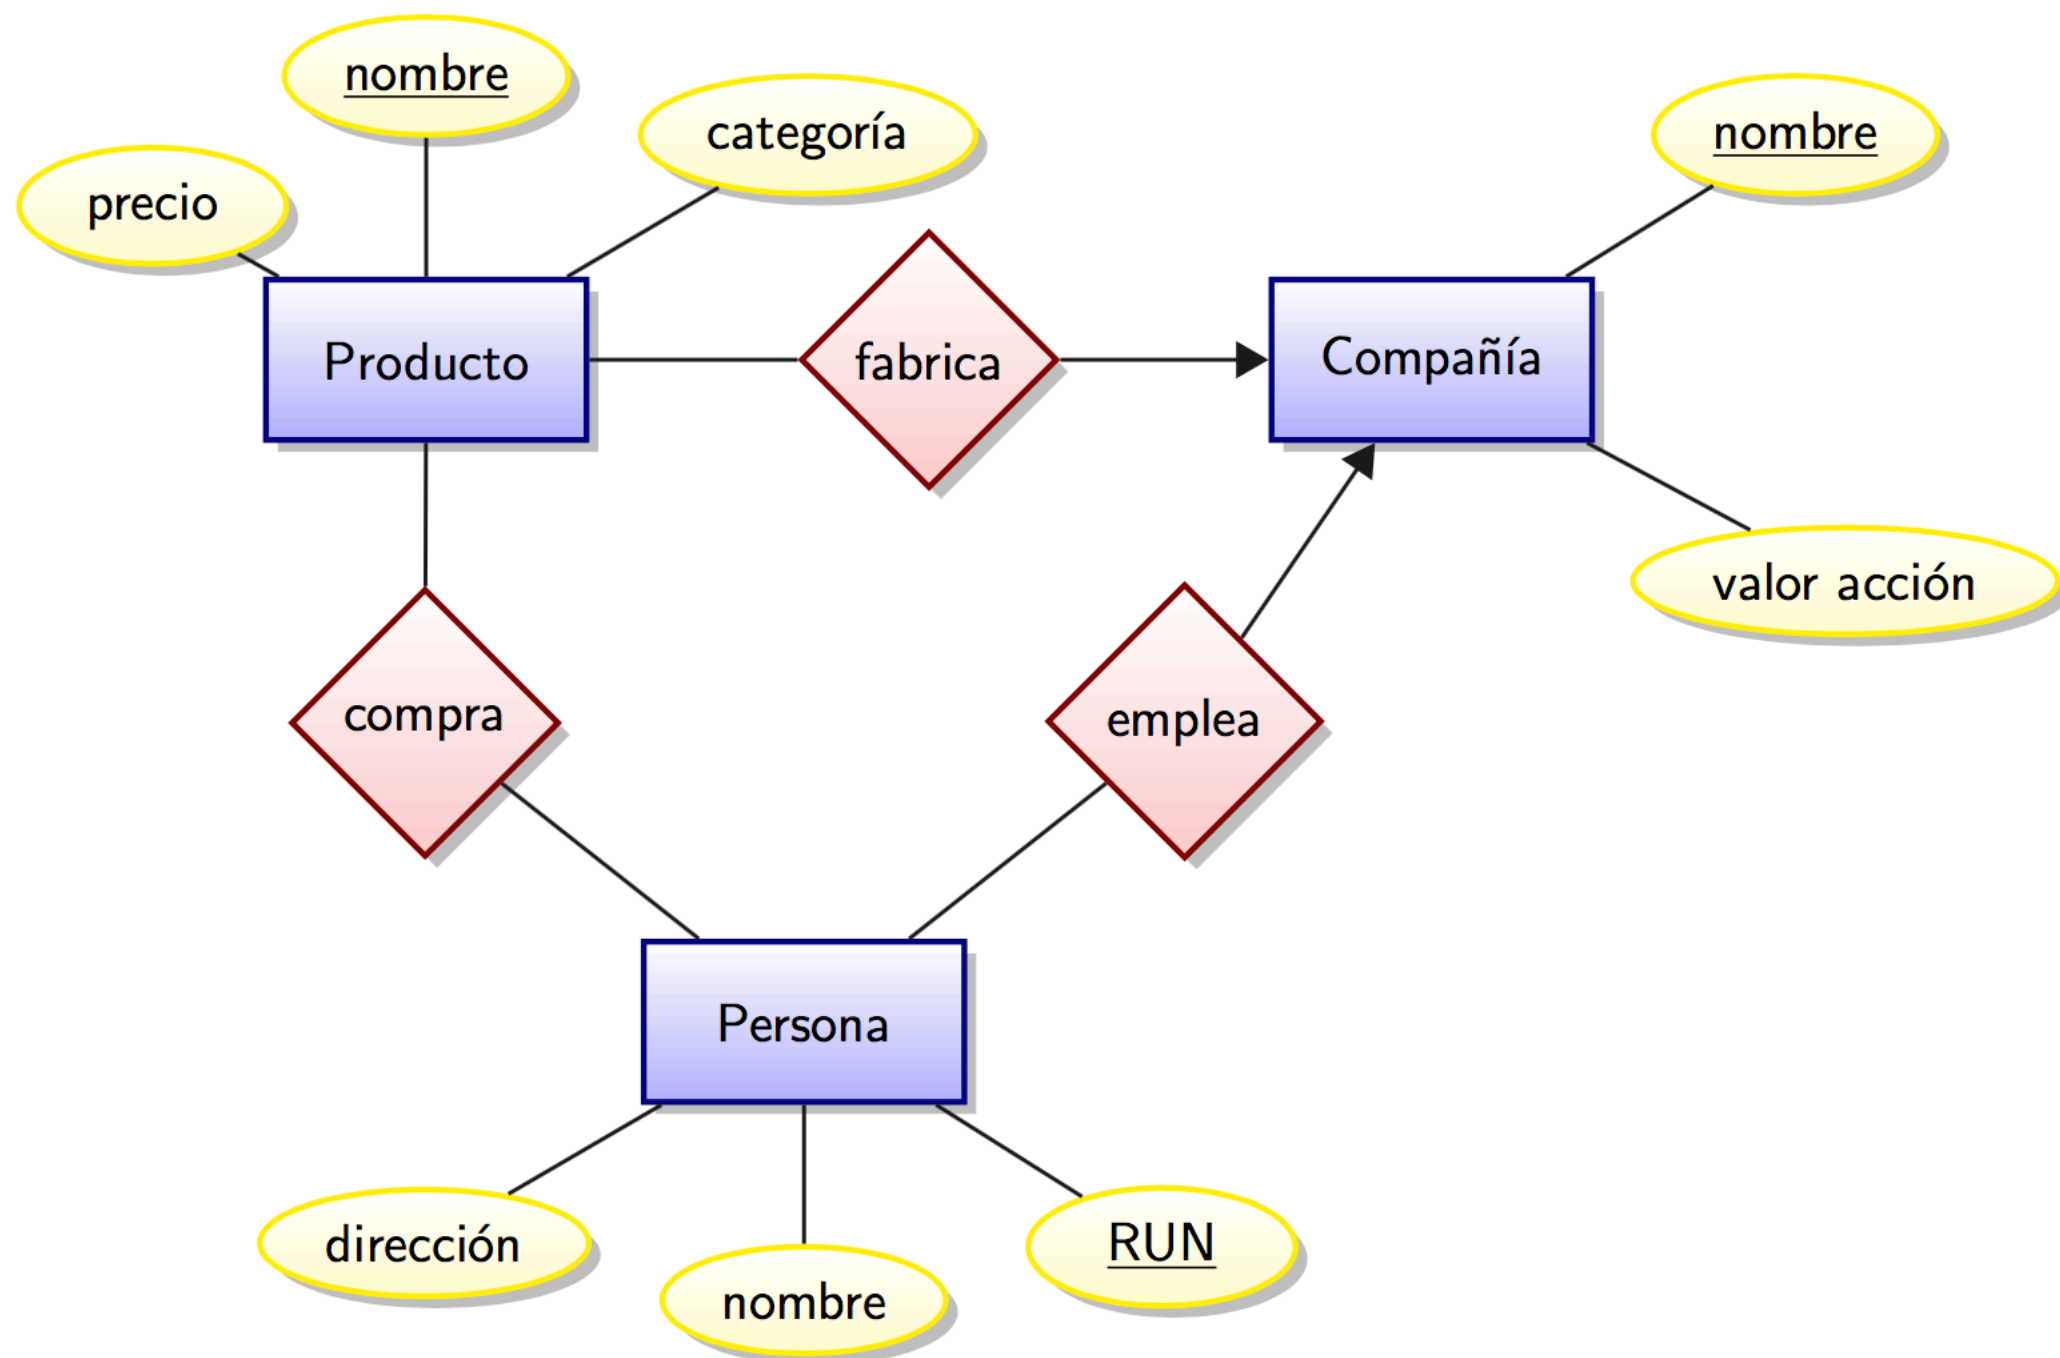 nombre
categoría
nombre
precio
Producto
fabrica
Compañía
valor acción
compra
emplea
Persona
dirección
nombre
RUN